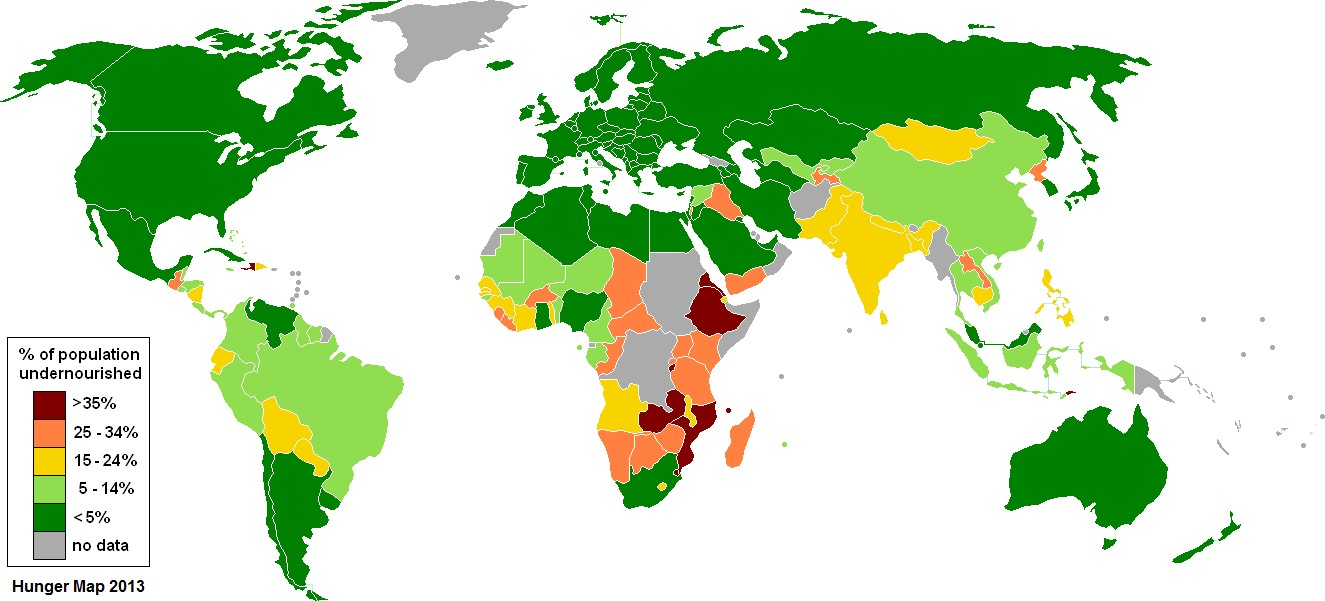 % of population
undernourished
>35%
25 - 34%
15 - 24%
5 - 14%
<5%
no data
Hunger Map 2013